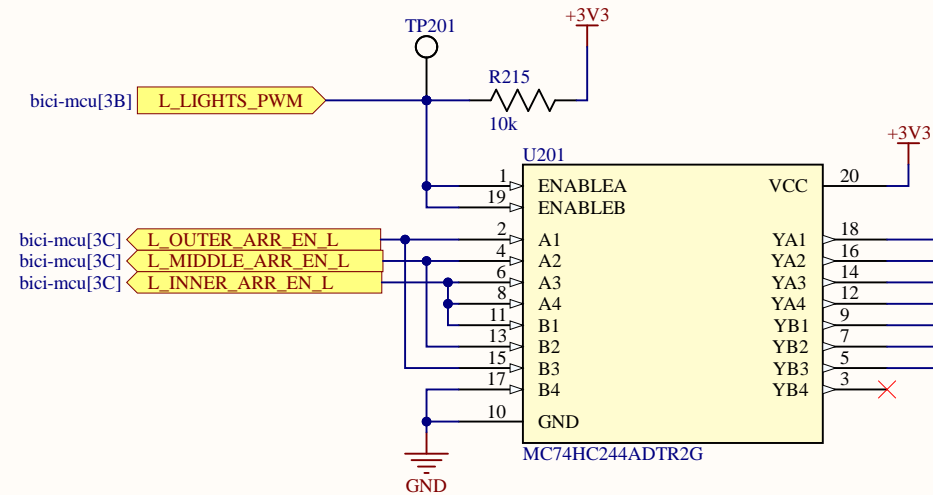 +3V3
TP201
R215
bici-mcu[3B] L_LIGHTS_PWM
10k
+3V3
U201
1 ENABLEA VCC 20
19 ENABLEB
bici-mcu[3C] L_OUTER_ARR_EN_L 2 A1 YA1 18
bici-mcu[3C] L_MIDDLE_ARR_EN_L 4 A2 YA2 16
bici-mcu[3C] L_INNER_ARR_EN_L 6 A3 YA3 14
8 A4 YA4 12
11 B1 YB1 9
13 B2 YB2 7
15 B3 YB3 5
17 B4 YB4 3
10 GND
MC74HC244ADTR2G
GND